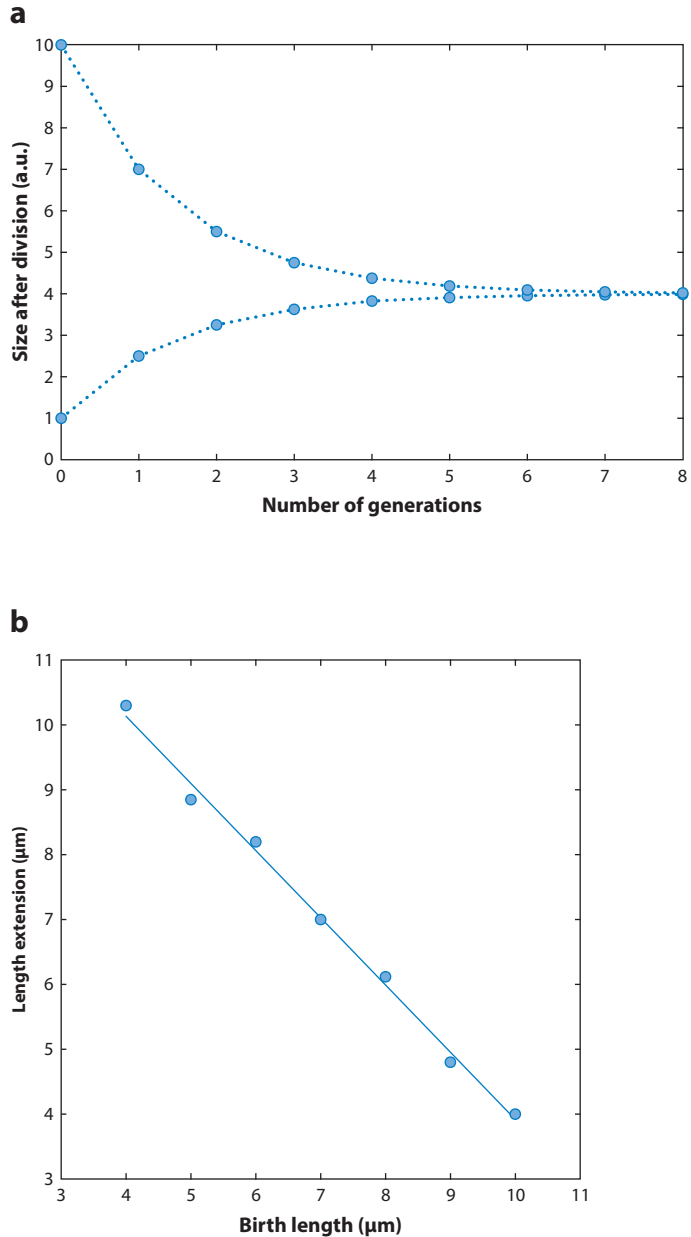 a
10
9
8
7
6
5
4
3
2
1
0
Size after division (a.u.)
0 1 2 3 4 5 6 7 8
Number of generations
b
11
10
9
8
7
6
5
4
3
Length extension (µm)
3 4 5 6 7 8 9 10 11
Birth length (µm)